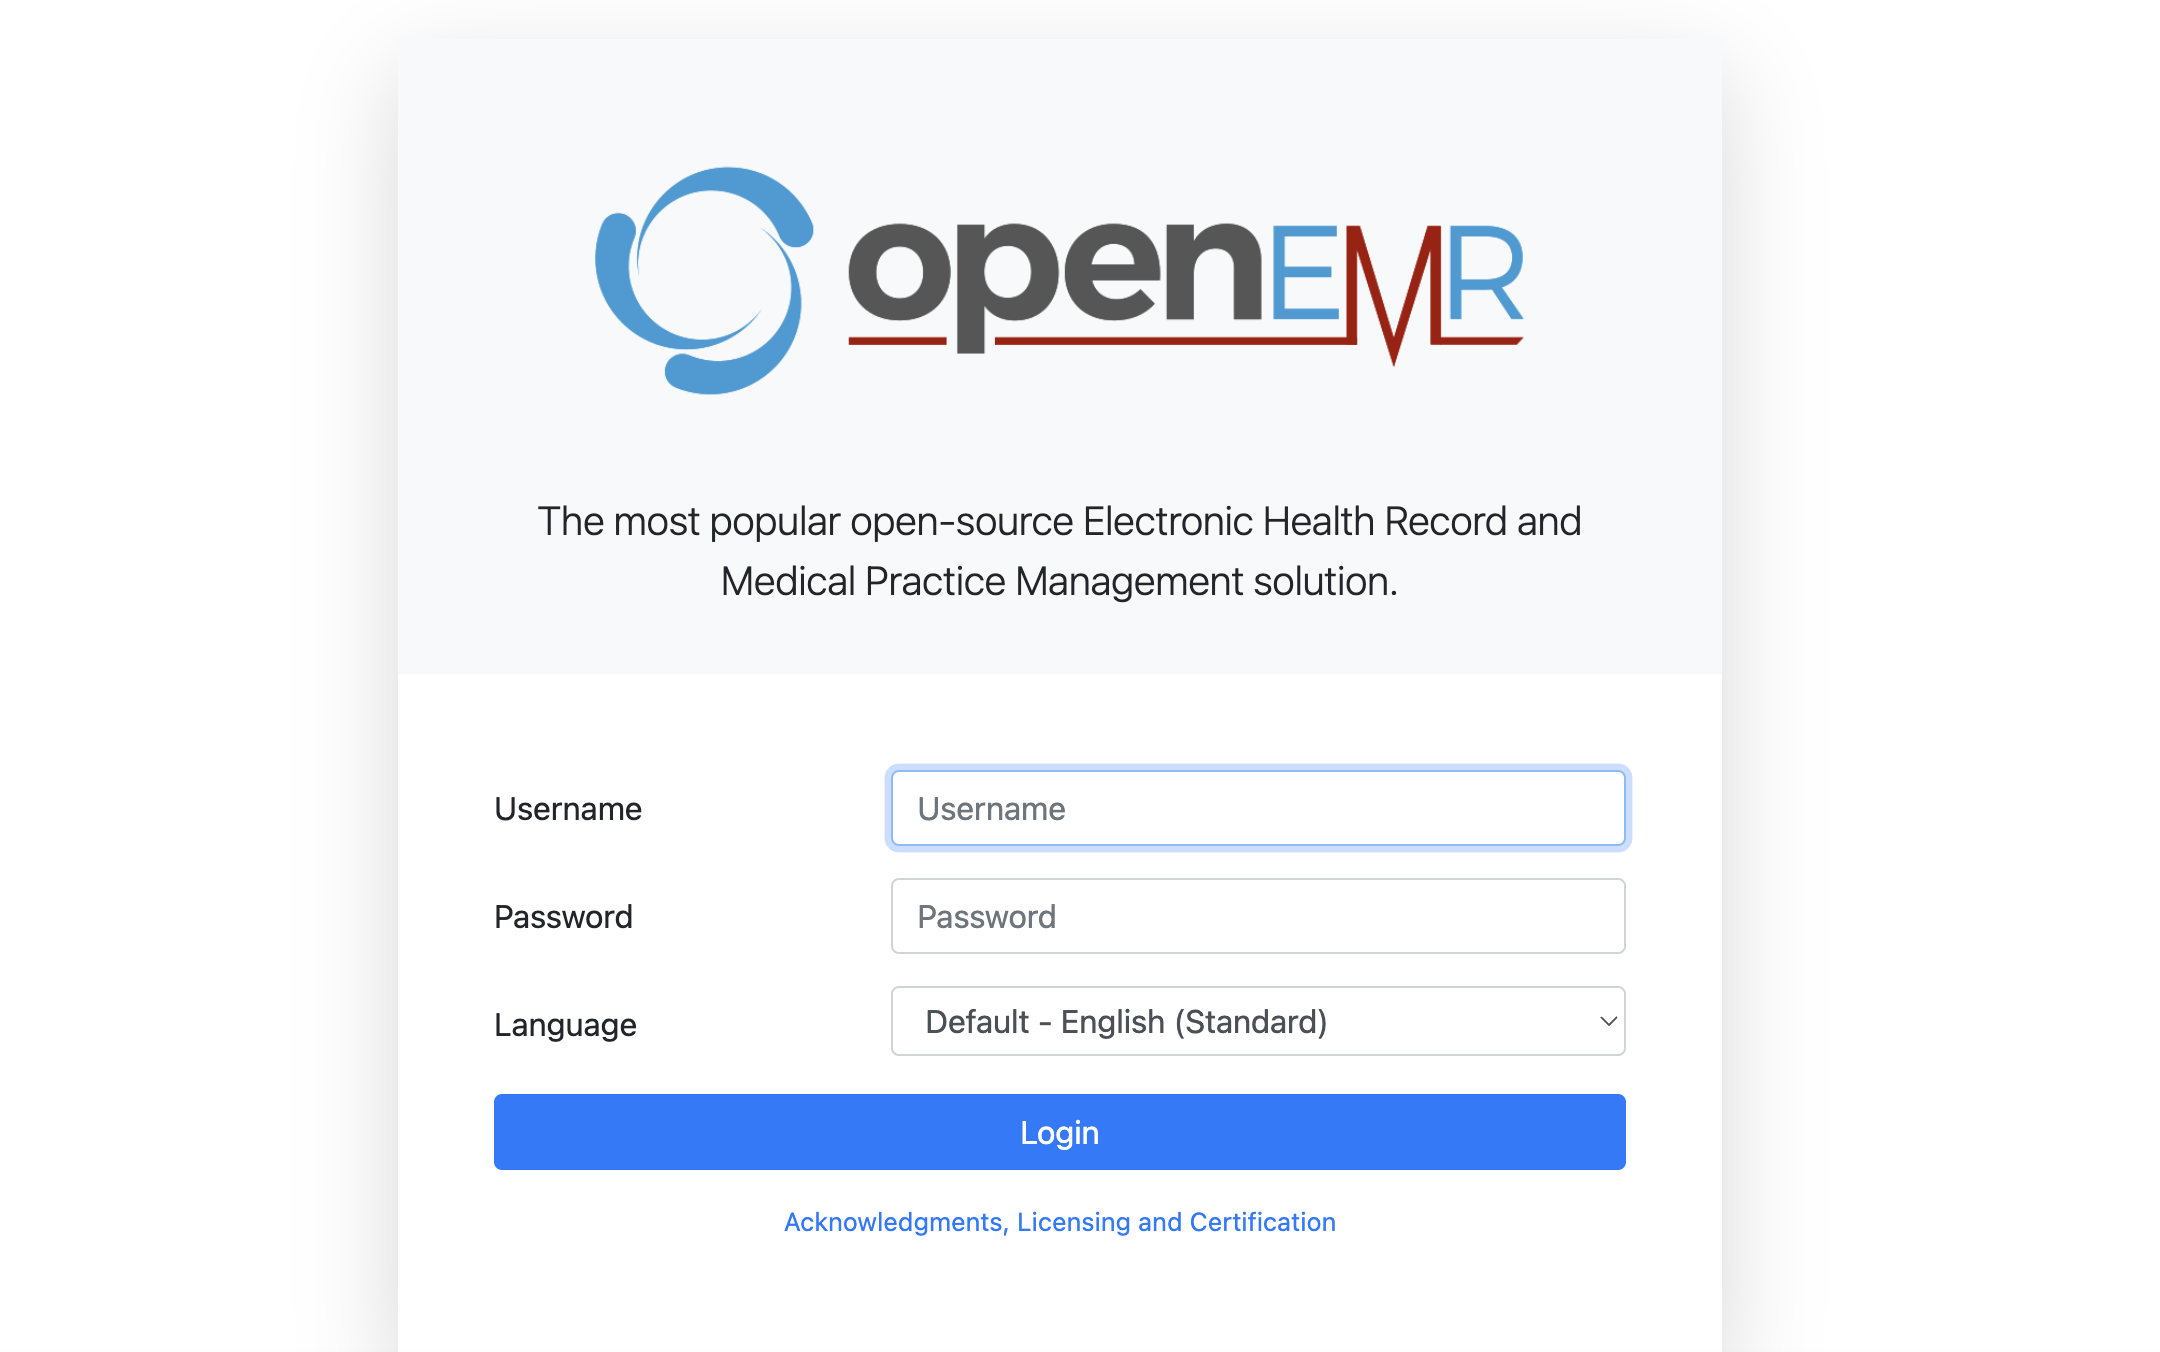 openEMR
The most popular open-source Electronic Health Record and
Medical Practice Management solution.
Username
Username
Password
Password
Language
Default - English (Standard)
Login
Acknowledgments, Licensing and Certification